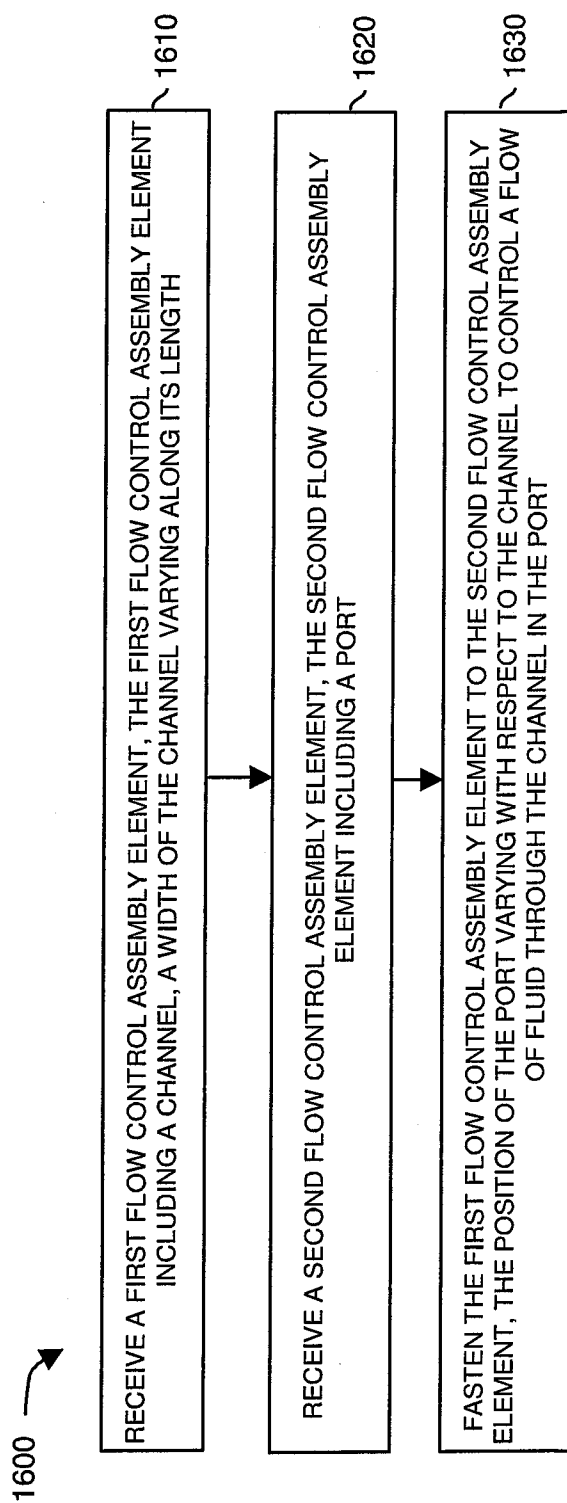 1600
RECEIVE A FIRST FLOW CONTROL ASSEMBLY ELEMENT, THE FIRST FLOW CONTROL ASSEMBLY ELEMENT
INCLUDING A CHANNEL, A WIDTH OF THE CHANNEL VARYING ALONG ITS LENGTH
1610
RECEIVE A SECOND FLOW CONTROL ASSEMBLY ELEMENT, THE SECOND FLOW CONTROL ASSEMBLY
ELEMENT INCLUDING A PORT
1620
FASTEN THE FIRST FLOW CONTROL ASSEMBLY ELEMENT TO THE SECOND FLOW CONTROL ASSEMBLY
ELEMENT, THE POSITION OF THE PORT VARYING WITH RESPECT TO THE CHANNEL TO CONTROL A FLOW
OF FLUID THROUGH THE CHANNEL IN THE PORT
1630